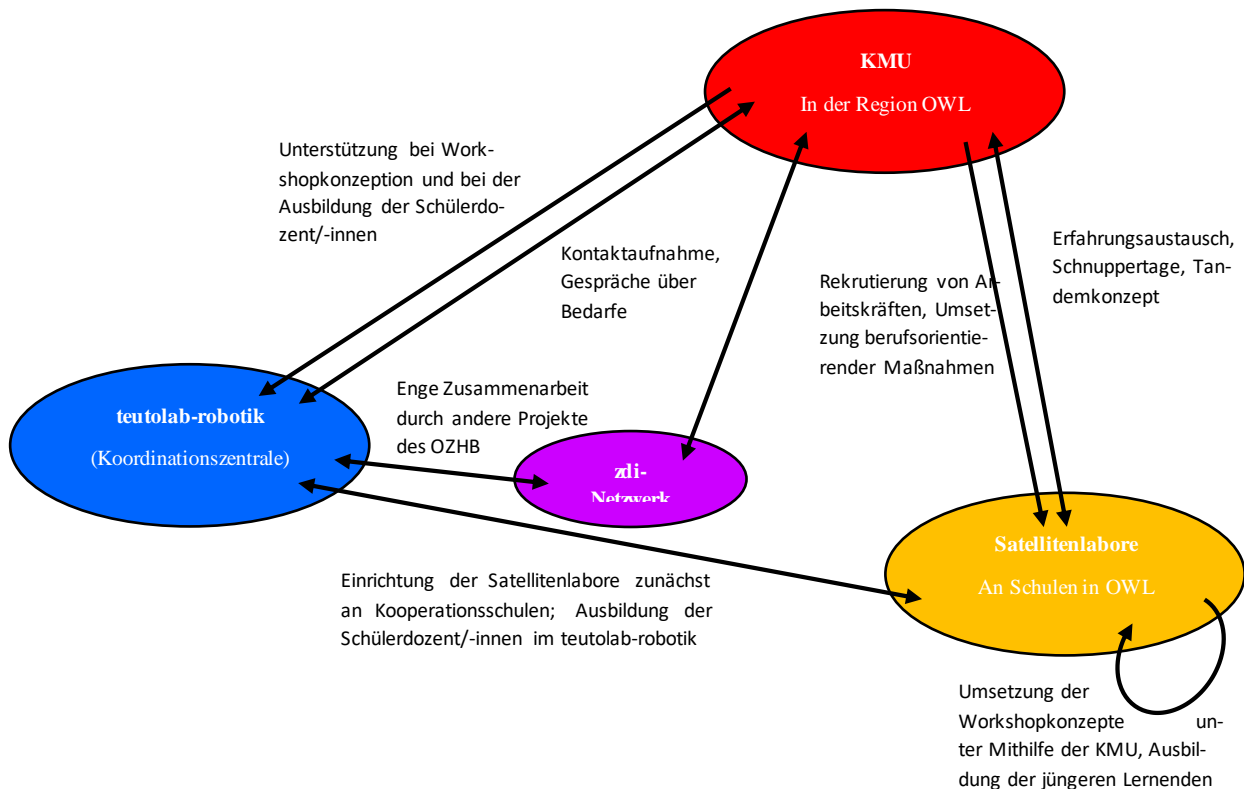 KMU
In der Region OWL
Unterstützung bei Work-
shopkonzeption und bei der
Ausbildung der Schülerdo-
zent/-innen
Kontaktaufnahme,
Gespräche über
Bedarfe
Rekrutierung von Ar-
beitskräften, Umset-
zung berufsorientie-
render Maßnahmen
Erfahrungsaustausch,
Schnuppertage, Tan-
demkonzept
teutolab-robotik
(Koordinationszentrale)
Enge Zusammenarbeit
durch andere Projekte
des OZHB
zdi-
Netzwerk
Satellitenlabore
An Schulen in OWL
Einrichtung der Satellitenlabore zunächst
an Kooperationsschulen; Ausbildung der
Schülerdozent/-innen im teutolab-robotik
Umsetzung der
Workshopkonzepte un-
ter Mithilfe der KMU, Ausbil-
dung der jüngeren Lernenden